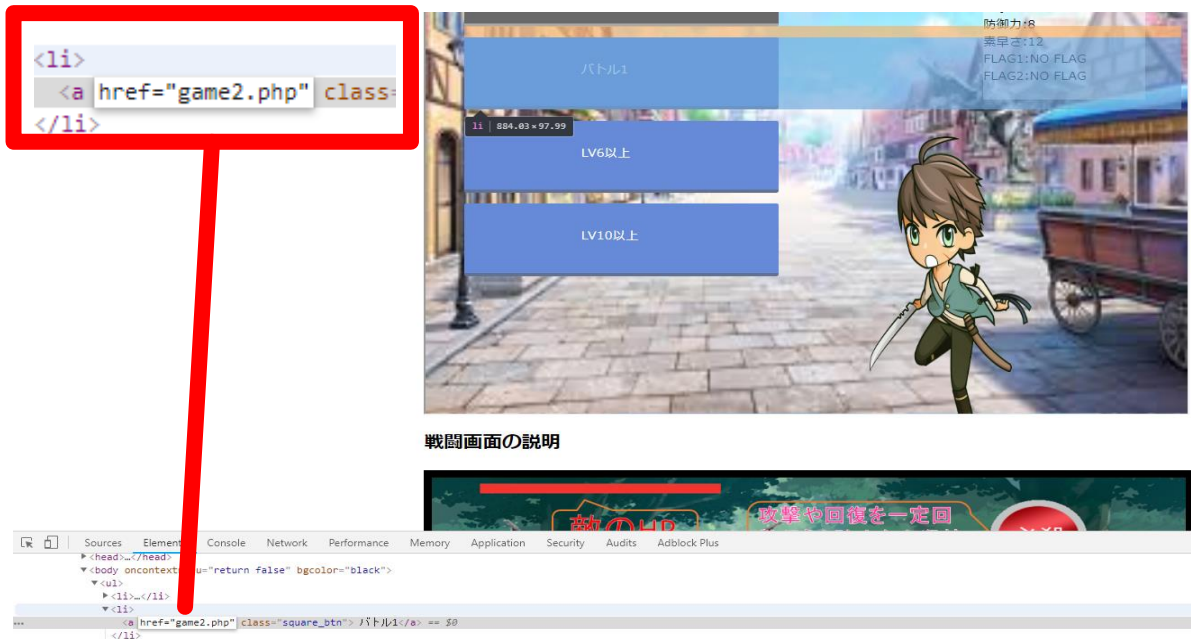 <li>
<a href="game2.php" class=
</li>
防御力:8
素早さ:12
FLAG1:NO FLAG
FLAG2:NO FLAG
バトル1
li | 884.03×97.99
LV6以上
LV10以上
戦闘画面の説明
敵のHP
攻撃や回復を一定回
必殺
Sources Elements Console Network Performance Memory Application Security Audits Adblock Plus
▶<head>…</head>
▼<body oncontextmenu="return false" bgcolor="black">
▼<ul>
▶<li>…</li>
▼<li>
… <a href="game2.php" class="square_btn"> バトル1</a> == $0
</li>